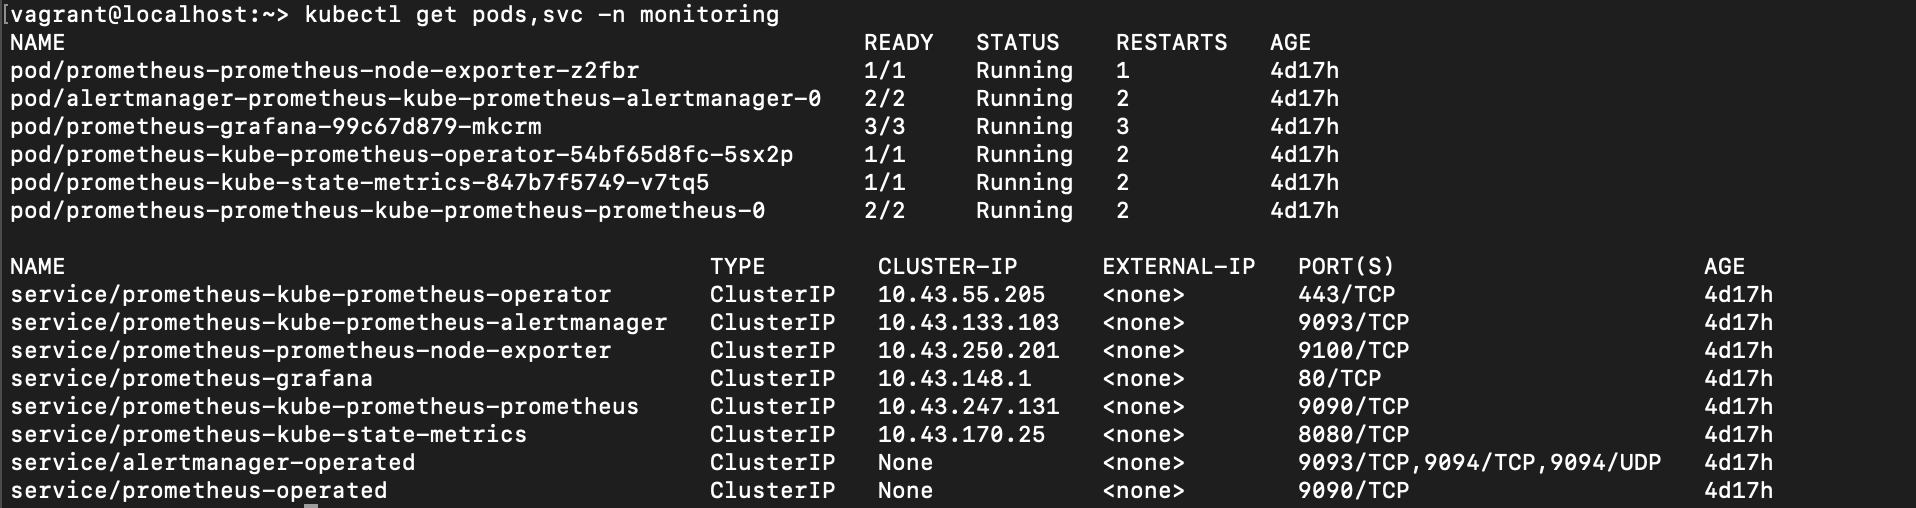 [vagrant@localhost:~> kubectl get pods,svc -n monitoring
NAME                                                         READY   STATUS    RESTARTS   AGE
pod/prometheus-prometheus-node-exporter-z2fbr                1/1     Running   1          4d17h
pod/alertmanager-prometheus-kube-prometheus-alertmanager-0   2/2     Running   2          4d17h
pod/prometheus-grafana-99c67d879-mkcrm                       3/3     Running   3          4d17h
pod/prometheus-kube-prometheus-operator-54bf65d8fc-5sx2p     1/1     Running   2          4d17h
pod/prometheus-kube-state-metrics-847b7f5749-v7tq5           1/1     Running   2          4d17h
pod/prometheus-prometheus-kube-prometheus-prometheus-0       2/2     Running   2          4d17h

NAME                                              TYPE        CLUSTER-IP      EXTERNAL-IP   PORT(S)                      AGE
service/prometheus-kube-prometheus-operator       ClusterIP   10.43.55.205    <none>        443/TCP                      4d17h
service/prometheus-kube-prometheus-alertmanager   ClusterIP   10.43.133.103   <none>        9093/TCP                     4d17h
service/prometheus-prometheus-node-exporter       ClusterIP   10.43.250.201   <none>        9100/TCP                     4d17h
service/prometheus-grafana                        ClusterIP   10.43.148.1     <none>        80/TCP                       4d17h
service/prometheus-kube-prometheus-prometheus     ClusterIP   10.43.247.131   <none>        9090/TCP                     4d17h
service/prometheus-kube-state-metrics             ClusterIP   10.43.170.25    <none>        8080/TCP                     4d17h
service/alertmanager-operated                     ClusterIP   None            <none>        9093/TCP,9094/TCP,9094/UDP   4d17h
service/prometheus-operated                       ClusterIP   None            <none>        9090/TCP                     4d17h